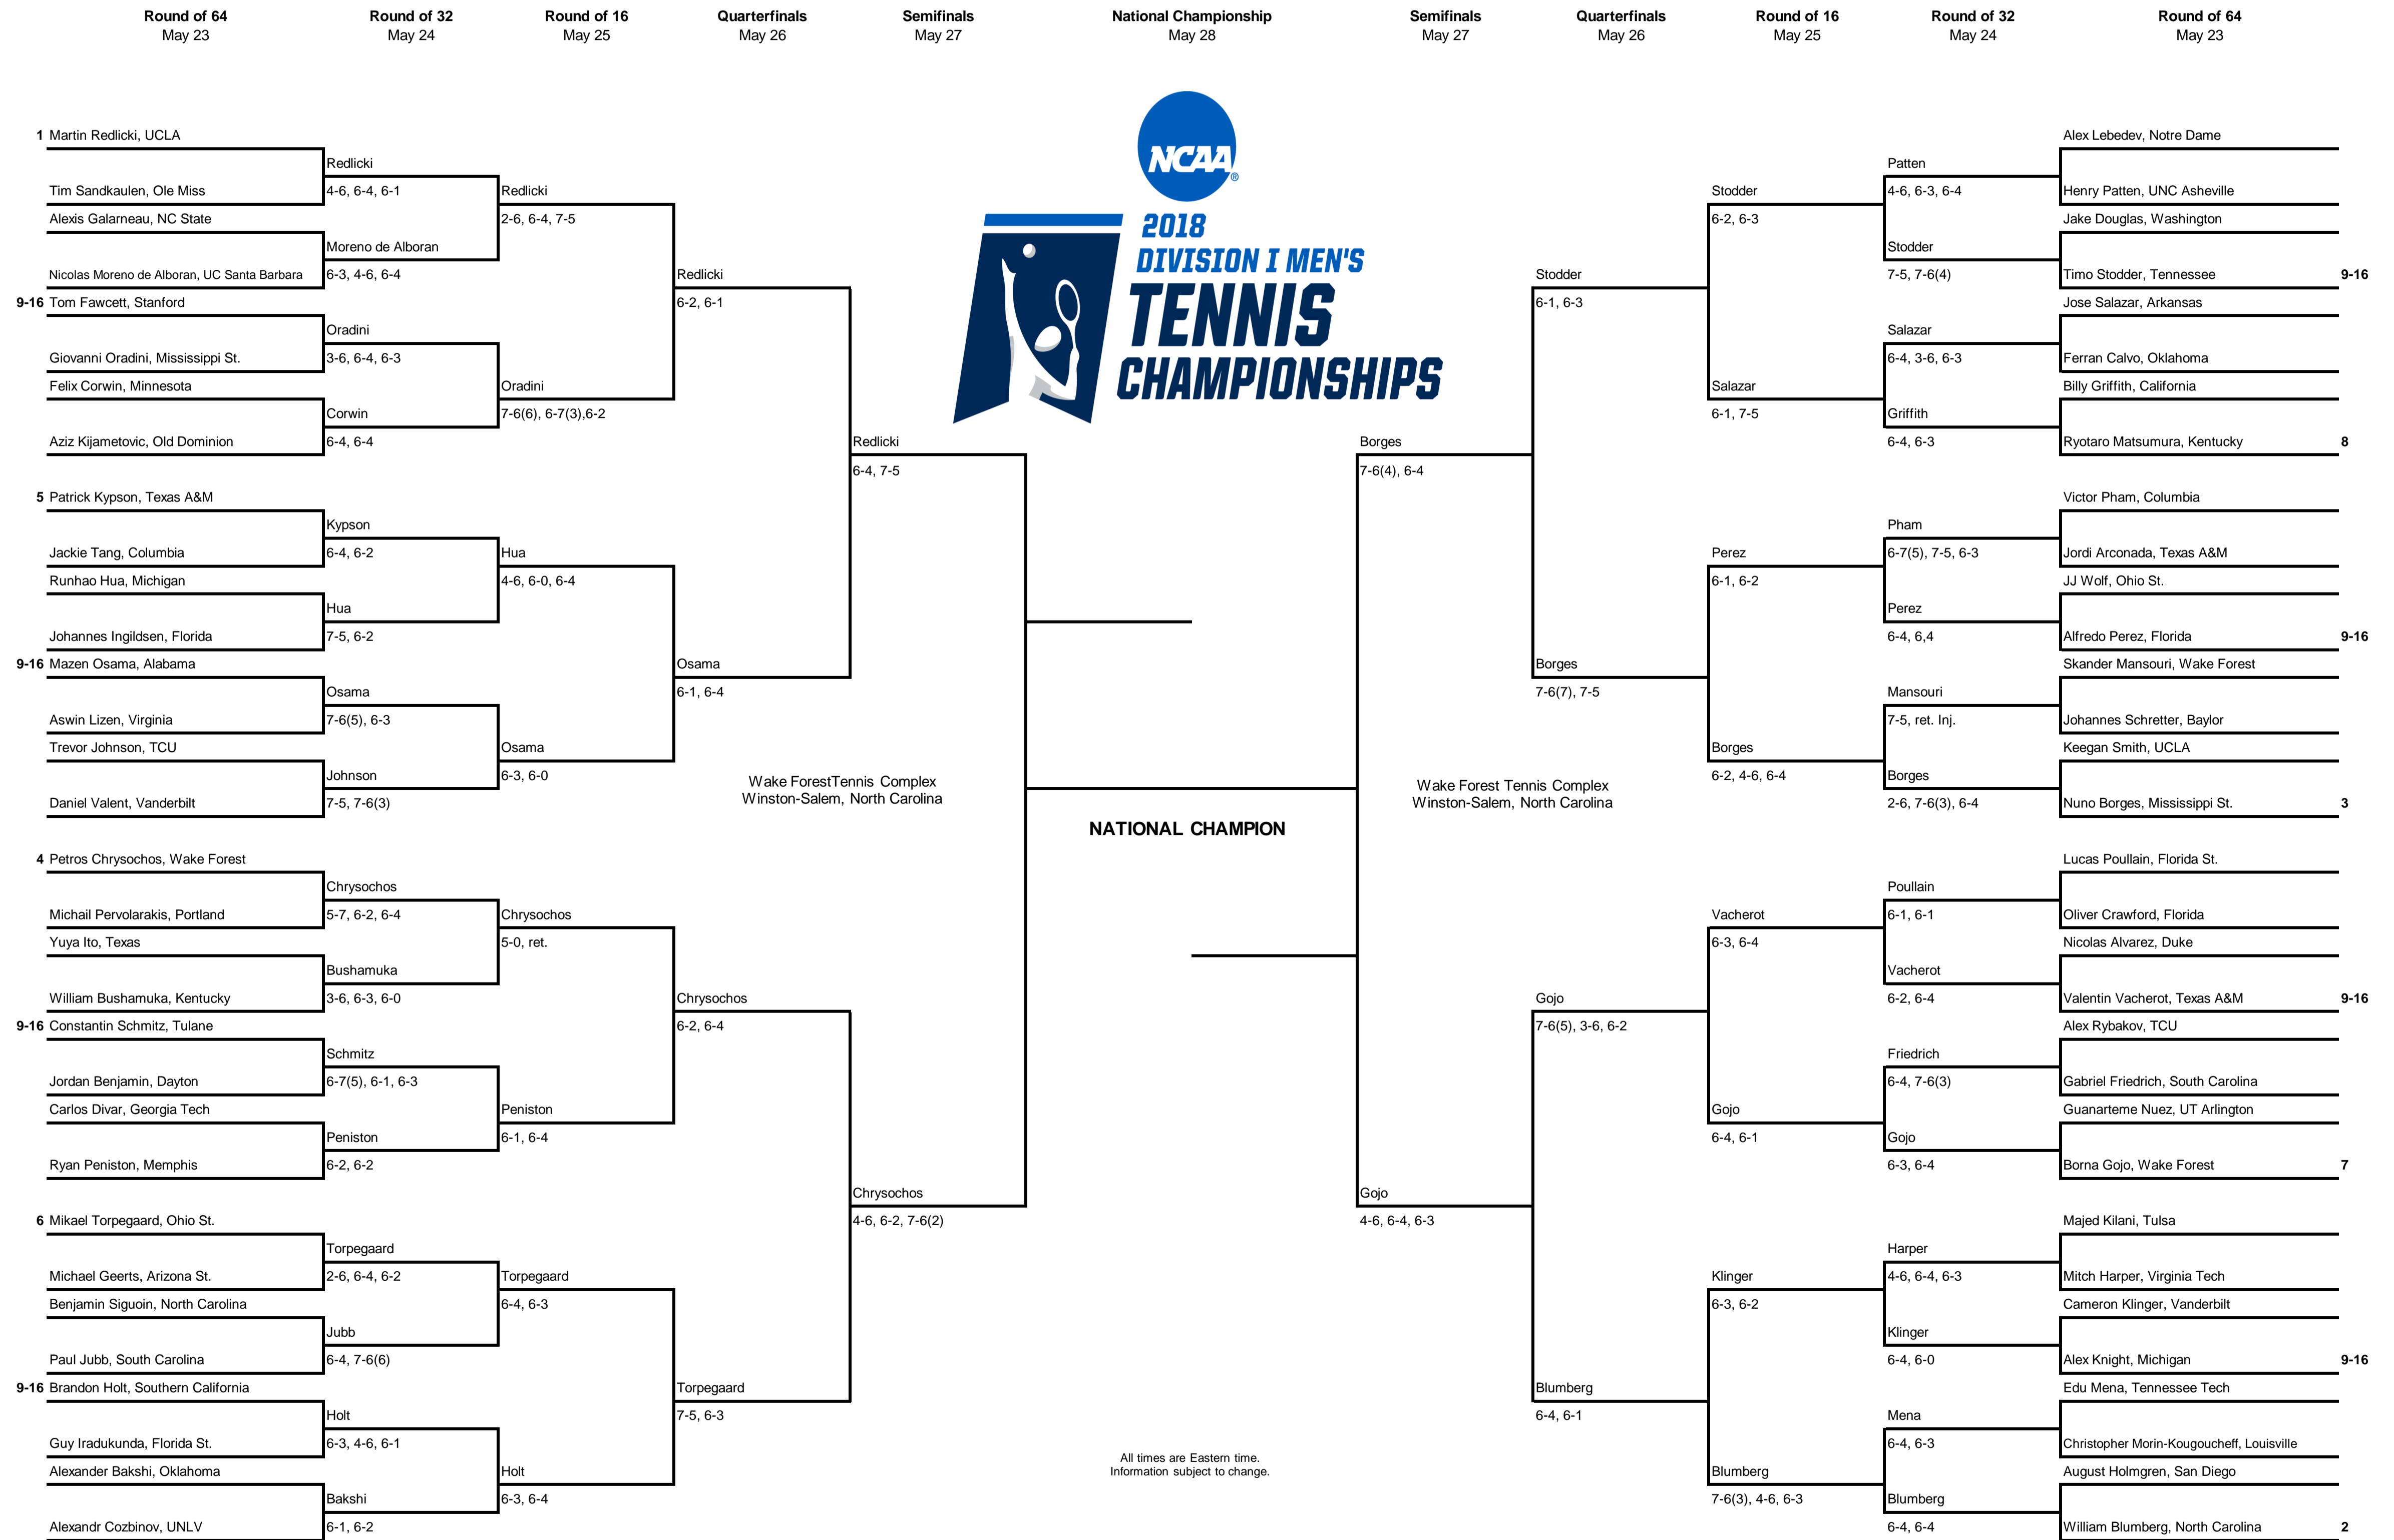 Round of 64
May 23
Round of 32
May 24
Round of 16
May 25
Quarterfinals
May 26
Semifinals
May 27
National Championship
May 28
Semifinals
May 27
Quarterfinals
May 26
Round of 16
May 25
Round of 32
May 24
Round of 64
May 23
NCAA
®
2018
DIVISION I MEN'S
TENNIS
CHAMPIONSHIPS
1 Martin Redlicki, UCLA
Tim Sandkaulen, Ole Miss
Alexis Galarneau, NC State
Nicolas Moreno de Alboran, UC Santa Barbara
9-16 Tom Fawcett, Stanford
Giovanni Oradini, Mississippi St.
Felix Corwin, Minnesota
Aziz Kijametovic, Old Dominion
5 Patrick Kypson, Texas A&M
Jackie Tang, Columbia
Runhao Hua, Michigan
Johannes Ingildsen, Florida
9-16 Mazen Osama, Alabama
Aswin Lizen, Virginia
Trevor Johnson, TCU
Daniel Valent, Vanderbilt
4 Petros Chrysochos, Wake Forest
Michail Pervolarakis, Portland
Yuya Ito, Texas
William Bushamuka, Kentucky
9-16 Constantin Schmitz, Tulane
Jordan Benjamin, Dayton
Carlos Divar, Georgia Tech
Ryan Peniston, Memphis
6 Mikael Torpegaard, Ohio St.
Michael Geerts, Arizona St.
Benjamin Siguoin, North Carolina
Paul Jubb, South Carolina
9-16 Brandon Holt, Southern California
Guy Iradukunda, Florida St.
Alexander Bakshi, Oklahoma
Alexandr Cozbinov, UNLV
Redlicki
4-6, 6-4, 6-1
Moreno de Alboran
6-3, 4-6, 6-4
Oradini
3-6, 6-4, 6-3
Corwin
6-4, 6-4
Kypson
6-4, 6-2
Hua
7-5, 6-2
Osama
7-6(5), 6-3
Johnson
7-5, 7-6(3)
Chrysochos
5-7, 6-2, 6-4
Bushamuka
3-6, 6-3, 6-0
Schmitz
6-7(5), 6-1, 6-3
Peniston
6-2, 6-2
Torpegaard
2-6, 6-4, 6-2
Jubb
6-4, 7-6(6)
Holt
6-3, 4-6, 6-1
Bakshi
6-1, 6-2
Redlicki
2-6, 6-4, 7-5
Oradini
7-6(6), 6-7(3),6-2
Hua
4-6, 6-0, 6-4
Osama
6-3, 6-0
Chrysochos
5-0, ret.
Peniston
6-1, 6-4
Torpegaard
6-4, 6-3
Holt
6-3, 6-4
Redlicki
6-2, 6-1
Osama
6-1, 6-4
Chrysochos
6-2, 6-4
Torpegaard
7-5, 6-3
Redlicki
6-4, 7-5
Chrysochos
4-6, 6-2, 7-6(2)
Wake ForestTennis Complex
Winston-Salem, North Carolina
NATIONAL CHAMPION
All times are Eastern time.
Information subject to change.
Wake Forest Tennis Complex
Winston-Salem, North Carolina
Borges
7-6(4), 6-4
Gojo
4-6, 6-4, 6-3
Stodder
6-1, 6-3
Borges
7-6(7), 7-5
Gojo
7-6(5), 3-6, 6-2
Blumberg
6-4, 6-1
Stodder
6-2, 6-3
Salazar
6-1, 7-5
Perez
6-1, 6-2
Borges
6-2, 4-6, 6-4
Vacherot
6-3, 6-4
Gojo
6-4, 6-1
Klinger
6-3, 6-2
Blumberg
7-6(3), 4-6, 6-3
Patten
4-6, 6-3, 6-4
Stodder
7-5, 7-6(4)
Salazar
6-4, 3-6, 6-3
Griffith
6-4, 6-3
Pham
6-7(5), 7-5, 6-3
Perez
6-4, 6,4
Mansouri
7-5, ret. Inj.
Borges
2-6, 7-6(3), 6-4
Poullain
6-1, 6-1
Vacherot
6-2, 6-4
Friedrich
6-4, 7-6(3)
Gojo
6-3, 6-4
Harper
4-6, 6-4, 6-3
Klinger
6-4, 6-0
Mena
6-4, 6-3
Blumberg
6-4, 6-4
Alex Lebedev, Notre Dame
Henry Patten, UNC Asheville
Jake Douglas, Washington
Timo Stodder, Tennessee 9-16
Jose Salazar, Arkansas
Ferran Calvo, Oklahoma
Billy Griffith, California
Ryotaro Matsumura, Kentucky 8
Victor Pham, Columbia
Jordi Arconada, Texas A&M
JJ Wolf, Ohio St.
Alfredo Perez, Florida 9-16
Skander Mansouri, Wake Forest
Johannes Schretter, Baylor
Keegan Smith, UCLA
Nuno Borges, Mississippi St. 3
Lucas Poullain, Florida St.
Oliver Crawford, Florida
Nicolas Alvarez, Duke
Valentin Vacherot, Texas A&M 9-16
Alex Rybakov, TCU
Gabriel Friedrich, South Carolina
Guanarteme Nuez, UT Arlington
Borna Gojo, Wake Forest 7
Majed Kilani, Tulsa
Mitch Harper, Virginia Tech
Cameron Klinger, Vanderbilt
Alex Knight, Michigan 9-16
Edu Mena, Tennessee Tech
Christopher Morin-Kougoucheff, Louisville
August Holmgren, San Diego
William Blumberg, North Carolina 2